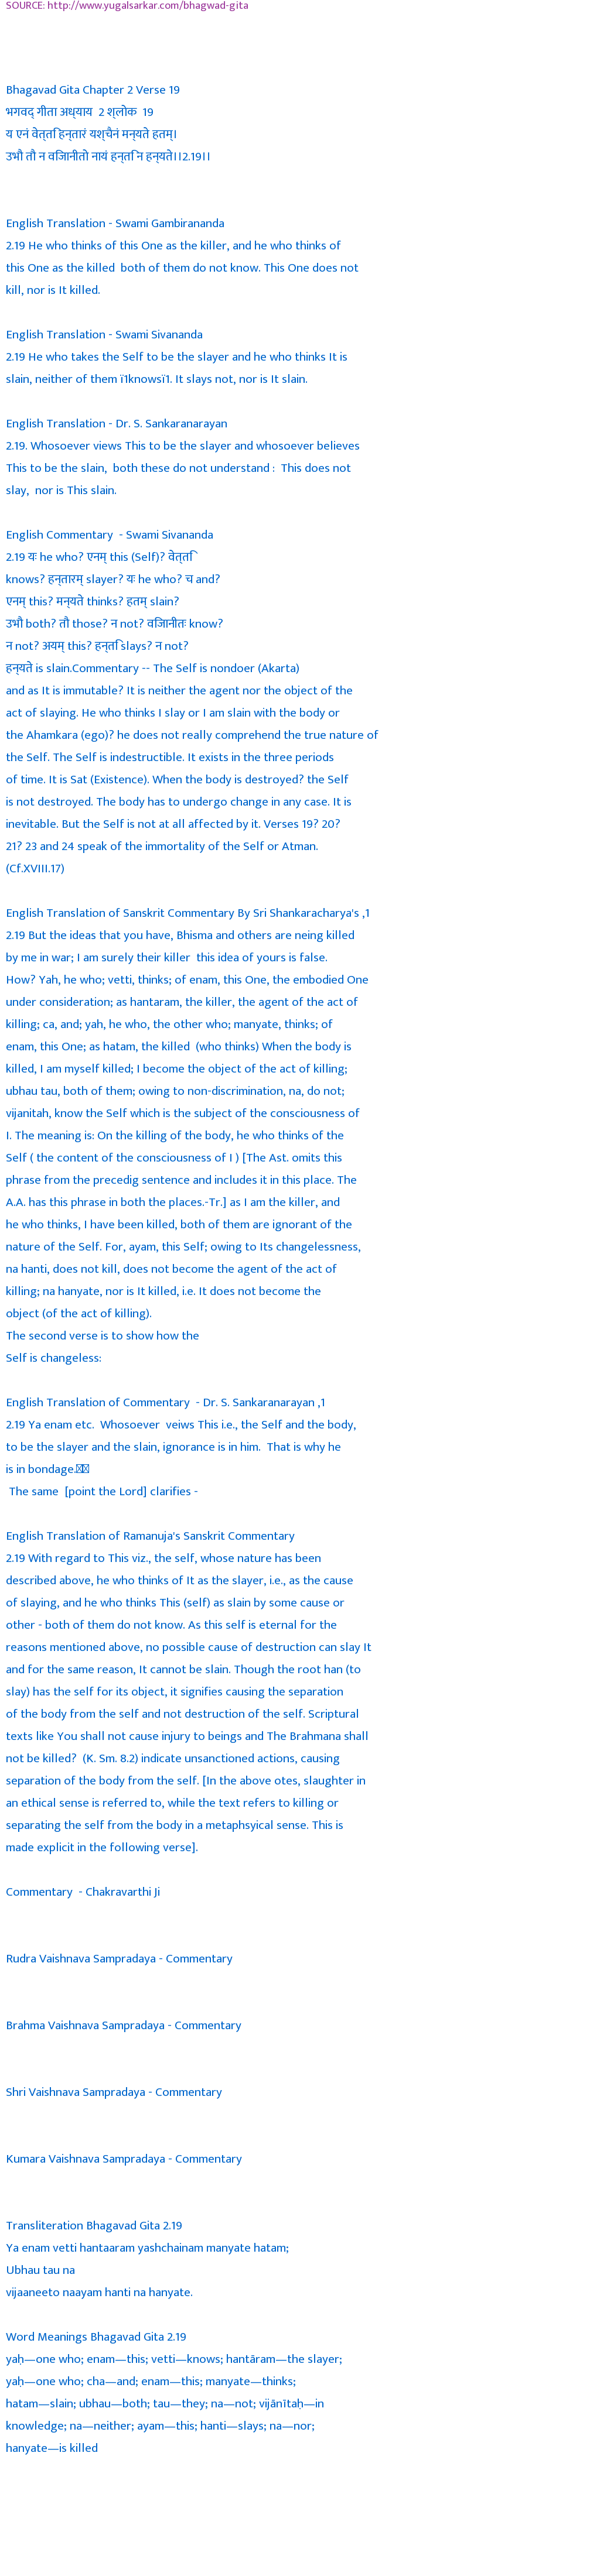 SOURCE: http://www.yugalsarkar.com/bhagwad-gita
Bhagavad Gita Chapter 2 Verse 19
भगवद् गीता अध्याय 2 श्लोक 19
य एनं वेत्ति हन्तारं यश्चैनं मन्यते हतम्।
उभौ तौ न विजानीतो नायं हन्ति न हन्यते।।2.19।।
English Translation - Swami Gambirananda
2.19 He who thinks of this One as the killer, and he who thinks of
this One as the killed both of them do not know. This One does not
kill, nor is It killed.
English Translation - Swami Sivananda
2.19 He who takes the Self to be the slayer and he who thinks It is
slain, neither of them ï1knowsï1. It slays not, nor is It slain.
English Translation - Dr. S. Sankaranarayan
2.19. Whosoever views This to be the slayer and whosoever believes
This to be the slain, both these do not understand : This does not
slay, nor is This slain.
English Commentary - Swami Sivananda
2.19 यः he who? एनम् this (Self)? वेत्ति
knows? हन्तारम् slayer? यः he who? च and?
एनम् this? मन्यते thinks? हतम् slain?
उभौ both? तौ those? न not? विजानीतः know?
न not? अयम् this? हन्ति slays? न not?
हन्यते is slain.Commentary -- The Self is nondoer (Akarta)
and as It is immutable? It is neither the agent nor the object of the
act of slaying. He who thinks I slay or I am slain with the body or
the Ahamkara (ego)? he does not really comprehend the true nature of
the Self. The Self is indestructible. It exists in the three periods
of time. It is Sat (Existence). When the body is destroyed? the Self
is not destroyed. The body has to undergo change in any case. It is
inevitable. But the Self is not at all affected by it. Verses 19? 20?
21? 23 and 24 speak of the immortality of the Self or Atman.
(Cf.XVIII.17)
English Translation of Sanskrit Commentary By Sri Shankaracharya's ,1
2.19 But the ideas that you have, Bhisma and others are neing killed
by me in war; I am surely their killer this idea of yours is false.
How? Yah, he who; vetti, thinks; of enam, this One, the embodied One
under consideration; as hantaram, the killer, the agent of the act of
killing; ca, and; yah, he who, the other who; manyate, thinks; of
enam, this One; as hatam, the killed (who thinks) When the body is
killed, I am myself killed; I become the object of the act of killing;
ubhau tau, both of them; owing to non-discrimination, na, do not;
vijanitah, know the Self which is the subject of the consciousness of
I. The meaning is: On the killing of the body, he who thinks of the
Self ( the content of the consciousness of I ) [The Ast. omits this
phrase from the precedig sentence and includes it in this place. The
A.A. has this phrase in both the places.-Tr.] as I am the killer, and
he who thinks, I have been killed, both of them are ignorant of the
nature of the Self. For, ayam, this Self; owing to Its changelessness,
na hanti, does not kill, does not become the agent of the act of
killing; na hanyate, nor is It killed, i.e. It does not become the
object (of the act of killing).
The second verse is to show how the
Self is changeless:
English Translation of Commentary - Dr. S. Sankaranarayan ,1
2.19 Ya enam etc. Whosoever veiws This i.e., the Self and the body,
to be the slayer and the slain, ignorance is in him. That is why he
is in bondage.
The same [point the Lord] clarifies -
English Translation of Ramanuja's Sanskrit Commentary
2.19 With regard to This viz., the self, whose nature has been
described above, he who thinks of It as the slayer, i.e., as the cause
of slaying, and he who thinks This (self) as slain by some cause or
other - both of them do not know. As this self is eternal for the
reasons mentioned above, no possible cause of destruction can slay It
and for the same reason, It cannot be slain. Though the root han (to
slay) has the self for its object, it signifies causing the separation
of the body from the self and not destruction of the self. Scriptural
texts like You shall not cause injury to beings and The Brahmana shall
not be killed? (K. Sm. 8.2) indicate unsanctioned actions, causing
separation of the body from the self. [In the above otes, slaughter in
an ethical sense is referred to, while the text refers to killing or
separating the self from the body in a metaphsyical sense. This is
made explicit in the following verse].
Commentary - Chakravarthi Ji
Rudra Vaishnava Sampradaya - Commentary
Brahma Vaishnava Sampradaya - Commentary
Shri Vaishnava Sampradaya - Commentary
Kumara Vaishnava Sampradaya - Commentary
Transliteration Bhagavad Gita 2.19
Ya enam vetti hantaaram yashchainam manyate hatam;
Ubhau tau na
vijaaneeto naayam hanti na hanyate.
Word Meanings Bhagavad Gita 2.19
yaḥ—one who; enam—this; vetti—knows; hantāram—the slayer;
yaḥ—one who; cha—and; enam—this; manyate—thinks;
hatam—slain; ubhau—both; tau—they; na—not; vijānītaḥ—in
knowledge; na—neither; ayam—this; hanti—slays; na—nor;
hanyate—is killed